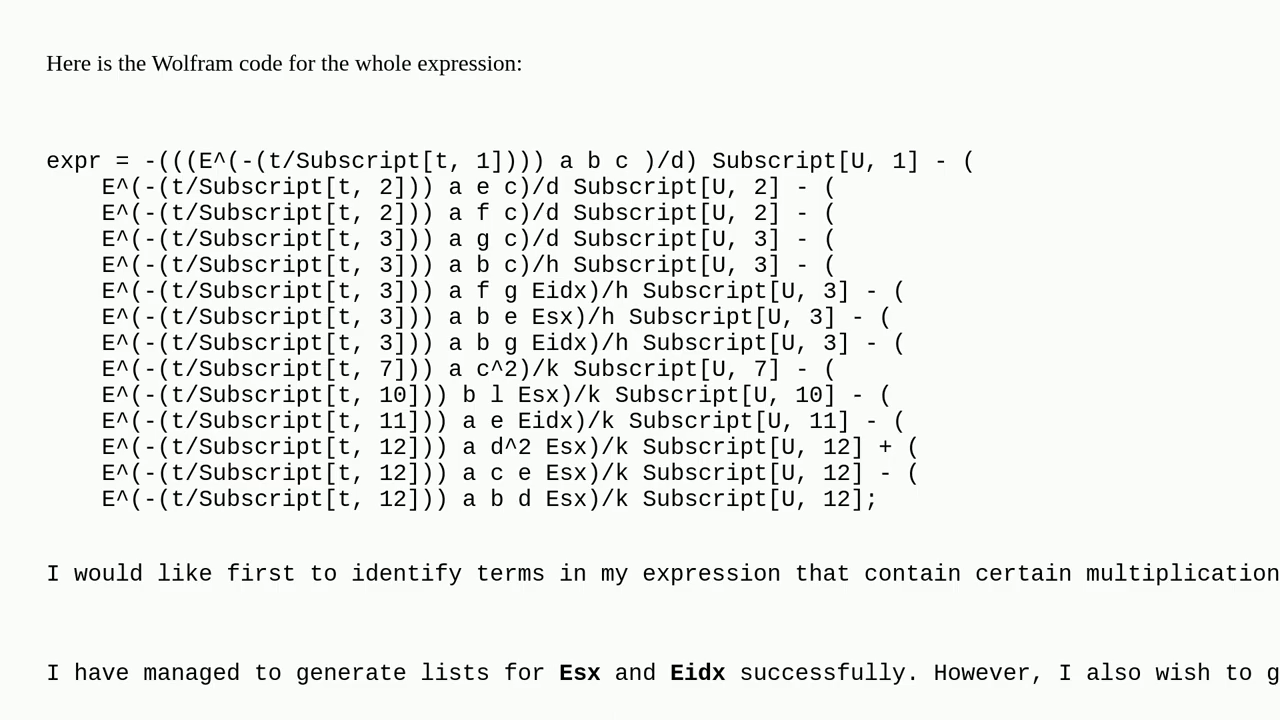 Here is the Wolfram code for the whole expression:
expr = -(((E^(-(t/Subscript[t, 1]))) a b c )/d) Subscript[U, 1] - (
E^(-(t/Subscript[t, 2])) a e c)/d Subscript[U, 2] - (
E^(-(t/Subscript[t, 2])) a f c)/d Subscript[U, 2] - (
E^(-(t/Subscript[t, 3])) a g c)/d Subscript[U, 3] - (
E^(-(t/Subscript[t, 3])) a b c)/h Subscript[U, 3] - (
E^(-(t/Subscript[t, 3])) a f g Eidx)/h Subscript[U, 3] - (
E^(-(t/Subscript[t, 3])) a b e Esx)/h Subscript[U, 3] - (
E^(-(t/Subscript[t, 3])) a b g Eidx)/h Subscript[U, 3] - (
E^(-(t/Subscript[t, 7])) a c^2)/k Subscript[U, 7] - (
E^(-(t/Subscript[t, 10])) b l Esx)/k Subscript[U, 10] - (
E^(-(t/Subscript[t, 11])) a e Eidx)/k Subscript[U, 11] - (
E^(-(t/Subscript[t, 12])) a d^2 Esx)/k Subscript[U, 12] + (
E^(-(t/Subscript[t, 12])) a c e Esx)/k Subscript[U, 12] - (
E^(-(t/Subscript[t, 12])) a b d Esx)/k Subscript[U, 12];
I would like first to identify terms in my expression that contain certain multiplication
I have managed to generate lists for Esx and Eidx successfully. However, I also wish to g